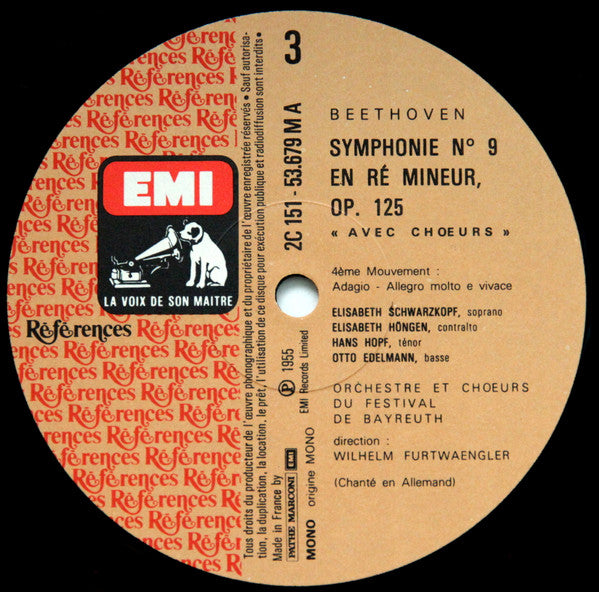 3
BEETHOVEN
SYMPHONIE N° 9
EN RÉ MINEUR,
OP. 125
« AVEC CHOEURS »
4ème Mouvement :
Adagio - Allegro molto e vivace
ELISABETH SCHWARZKOPF, soprano
ELISABETH HÖNGEN, contralto
HANS HOPF, ténor
OTTO EDELMANN, basse
ORCHESTRE ET CHOEURS
DU FESTIVAL
DE BAYREUTH
direction :
WILHELM FURTWAENGLER
(Chanté en Allemand)
2C 151 - 53.679 M A
℗ 1955
EMI Records Limited
MONO origine MONO
Made in France by
PATHE MARCONI EMI
Tous droits du producteur de l'œuvre phonographique et du propriétaire de l'œuvre enregistrée réservés • Sauf autorisa-
tion, la duplication, la location, le prêt, l'utilisation de ce disque pour exécution publique et radiodiffusion sont interdits •
EMI
LA VOIX DE SON MAITRE
Références